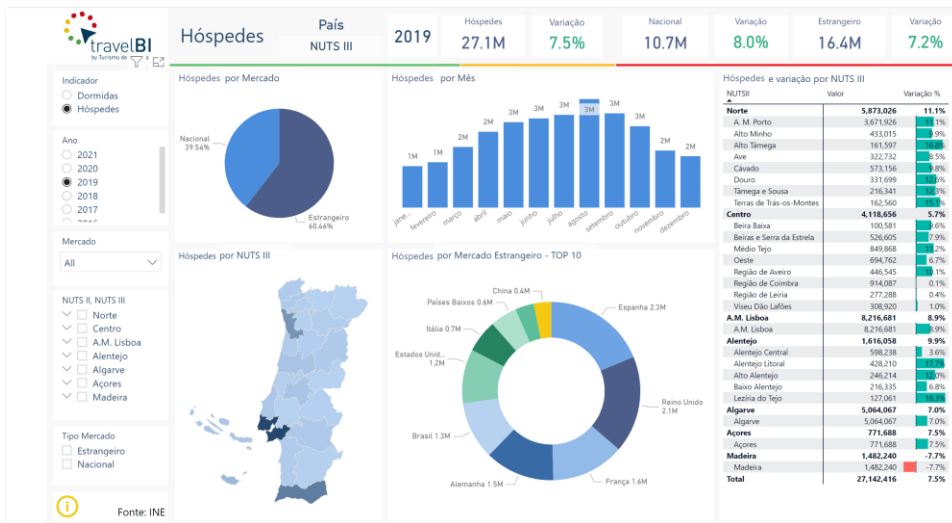 travelBI
by Turismo de
Hóspedes
País
NUTS III
2019
Hóspedes
27.1M
Variação
7.5%
Nacional
10.7M
Variação
8.0%
Estrangeiro
16.4M
Variação
7.2%
Indicador
Dormidas
Hóspedes
Ano
2021
2020
2019
2018
2017
Mercado
All
NUTS II, NUTS III
Norte
Centro
A.M. Lisboa
Alentejo
Algarve
Açores
Madeira
Tipo Mercado
Estrangeiro
Nacional
Fonte: INE
Hóspedes por Mercado
Nacional
39.54%
Estrangeiro
60.46%
Hóspedes por Mês
1M 1M 2M 2M 3M 3M 3M 3M 3M 3M 2M 2M
jane... fevereiro março abril maio junho julho agosto setembro outubro novembro dezembro
Hóspedes por NUTS III
Hóspedes por Mercado Estrangeiro - TOP 10
China 0.4M
Países Baixos 0.6M
Itália 0.7M
Estados Unid...
1.2M
Brasil 1.3M
Alemanha 1.5M
França 1.6M
Reino Unido
2.1M
Espanha 2.3M
Hóspedes e variação por NUTS III
NUTSII Valor Variação %
Norte 5,873,026 11.1%
A. M. Porto 3,671,926 11.1%
Alto Minho 433,015 9.9%
Alto Tâmega 161,597 16.8%
Ave 322,732 8.5%
Cávado 573,156 9.8%
Douro 331,699 12.6%
Tâmega e Sousa 216,341 12.3%
Terras de Trás-os-Montes 162,560 15.1%
Centro 4,118,656 5.7%
Beira Baixa 100,581 9.6%
Beiras e Serra da Estrela 526,605 7.9%
Médio Tejo 849,868 11.2%
Oeste 694,762 6.7%
Região de Aveiro 446,545 10.1%
Região de Coimbra 914,087 0.1%
Região de Leiria 277,288 0.4%
Viseu Dão Lafões 308,920 1.0%
A.M. Lisboa 8,216,681 8.9%
A.M. Lisboa 8,216,681 8.9%
Alentejo 1,616,058 9.9%
Alentejo Central 598,238 3.6%
Alentejo Litoral 428,210 17.7%
Alto Alentejo 246,214 12.0%
Baixo Alentejo 216,335 6.8%
Lezíria do Tejo 127,061 18.3%
Algarve 5,064,067 7.0%
Algarve 5,064,067 7.0%
Açores 771,688 7.5%
Açores 771,688 7.5%
Madeira 1,482,240 -7.7%
Madeira 1,482,240 -7.7%
Total 27,142,416 7.5%